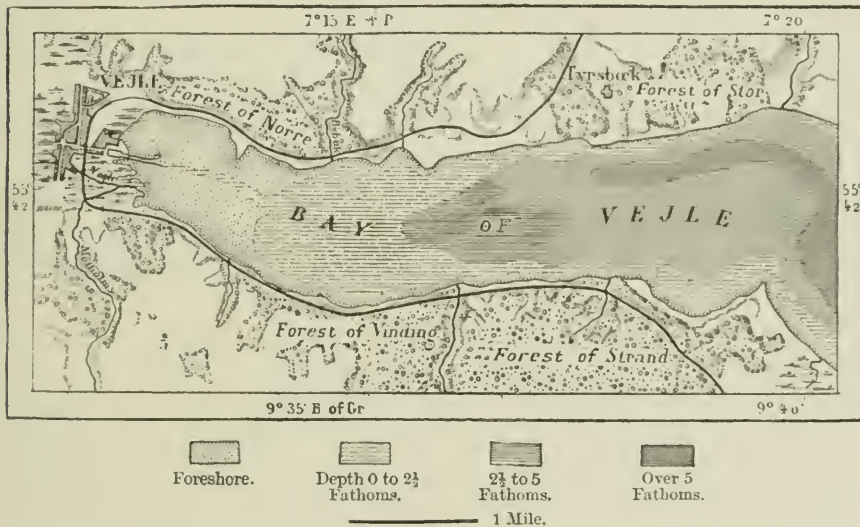 7° 15 E of P
7° 20
VEJLE
Forest of Norre
Tyrsbæk
Forest of Stor
55° 42
55° 42
BAY OF VEJLE
Forest of Vinding
Forest of Strand
9° 35' E of Gr
9° 40'
Foreshore.
Depth 0 to 2½ Fathoms.
2½ to 5 Fathoms.
Over 5 Fathoms.
1 Mile.